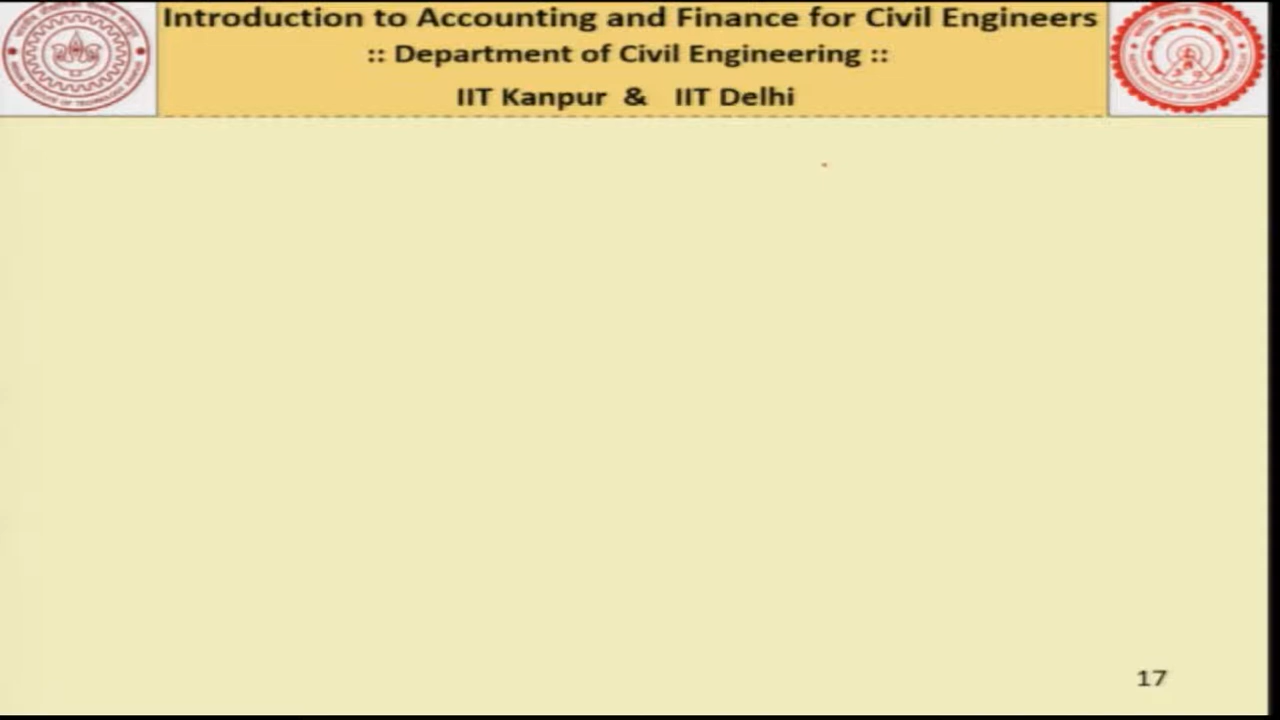 Introduction to Accounting and Finance for Civil Engineers
:: Department of Civil Engineering ::
IIT Kanpur & IIT Delhi
17